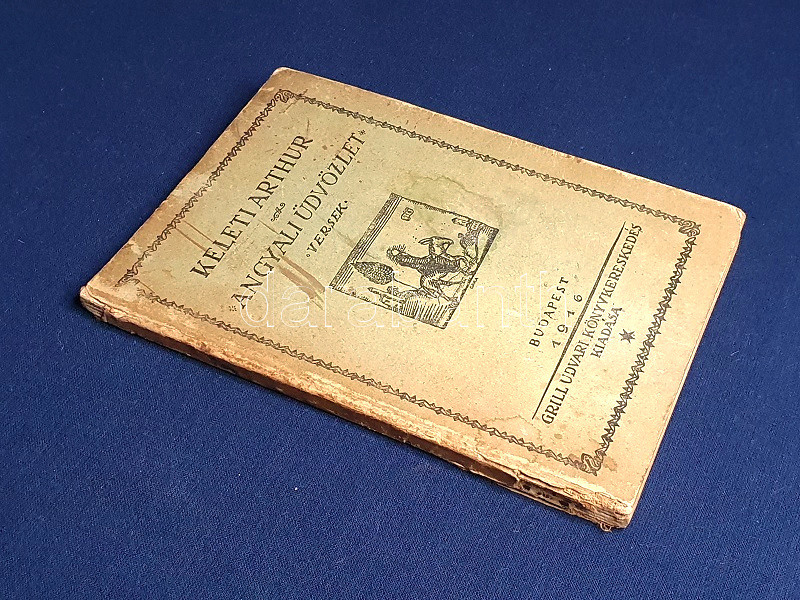 KELETI ARTHUR
ANGYALI ÜDVÖZLET
VERSEK
BUDAPEST
1916
GRILL UDVARI KÖNYVKERESKEDÉS
KIADÁSA